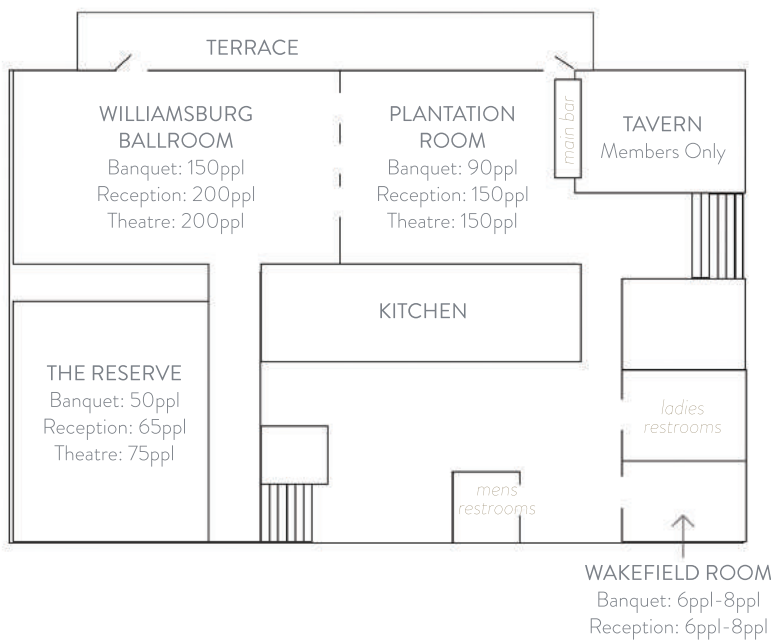 TERRACE
WILLIAMSBURG
BALLROOM
Banquet: 150ppl
Reception: 200ppl
Theatre: 200ppl
PLANTATION
ROOM
Banquet: 90ppl
Reception: 150ppl
Theatre: 150ppl
main bar
TAVERN
Members Only
KITCHEN
THE RESERVE
Banquet: 50ppl
Reception: 65ppl
Theatre: 75ppl
ladies
restrooms
mens
restrooms
WAKEFIELD ROOM
Banquet: 6ppl-8ppl
Reception: 6ppl-8ppl